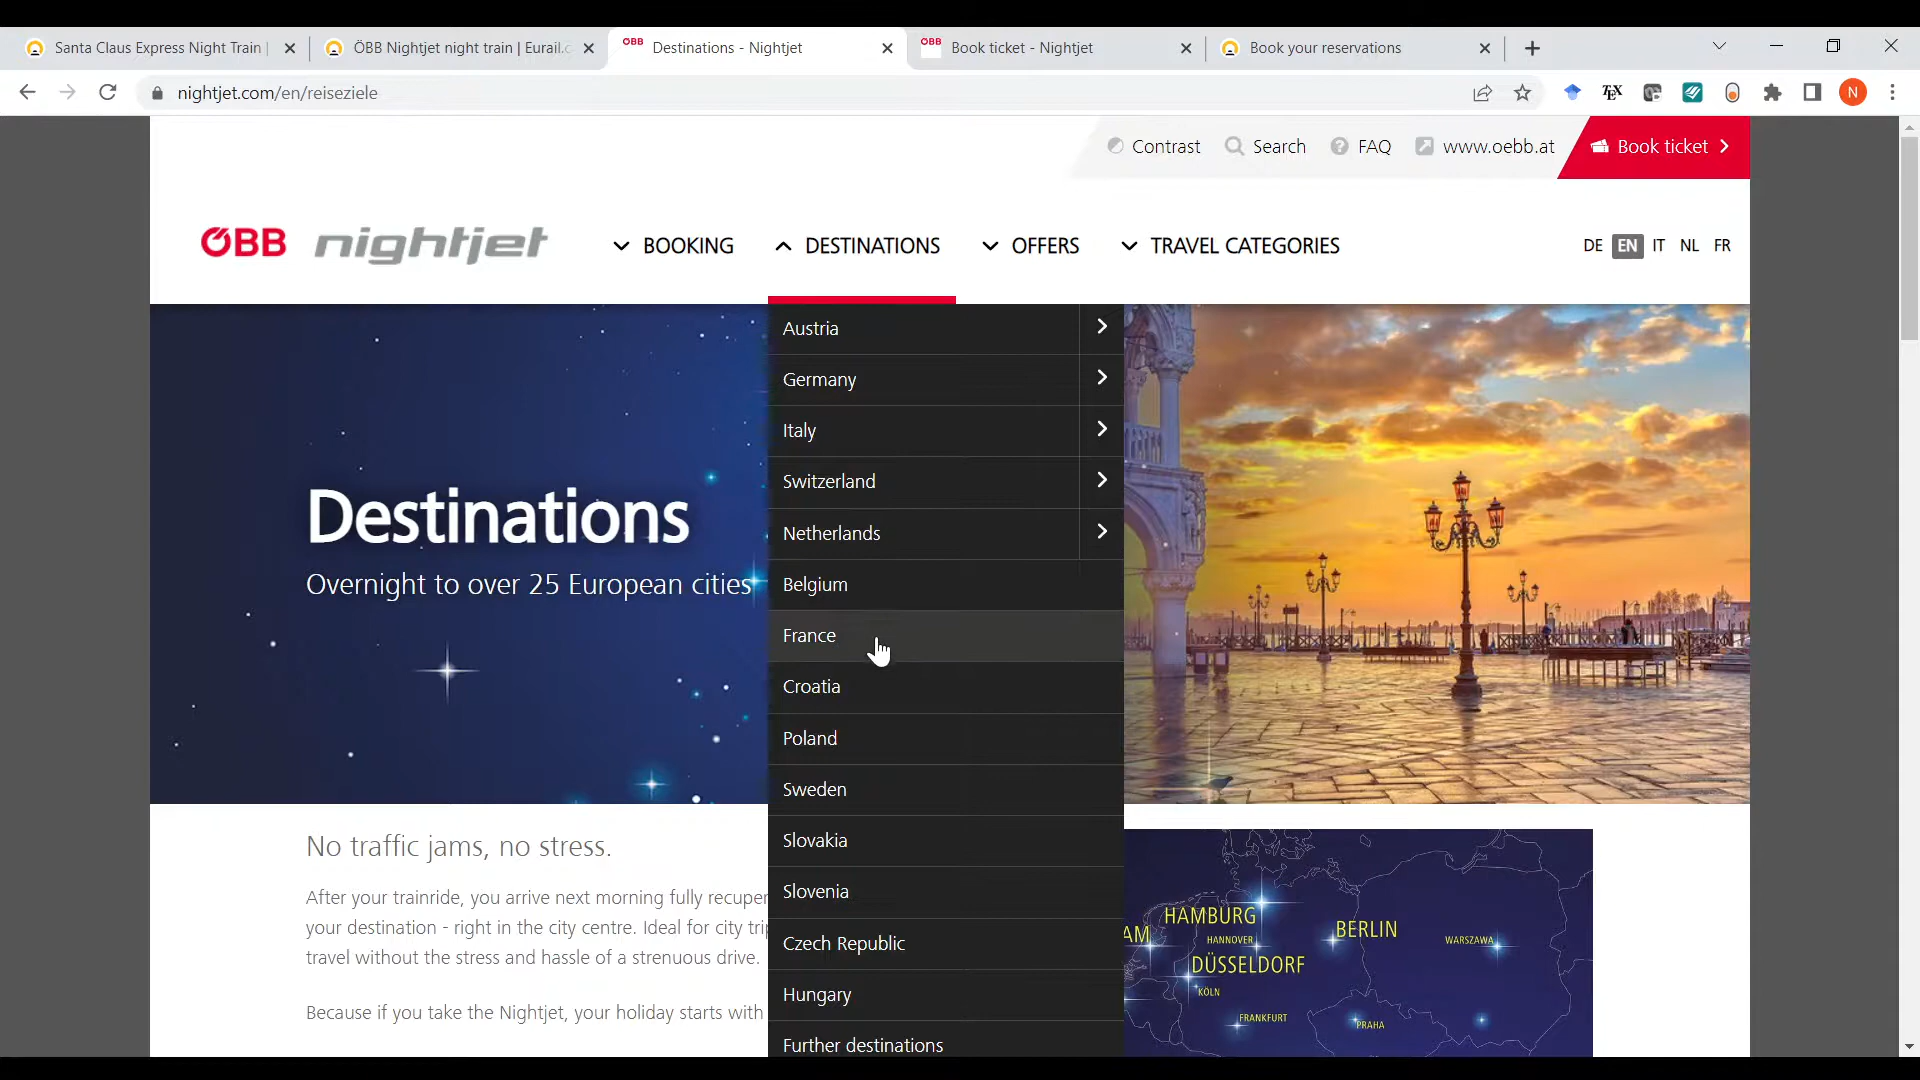 Santa Claus Express Night Train |
ÖBB Nightjet night train | Eurail.c
ÖBB Destinations - Nightjet
ÖBB Book ticket - Nightjet
Book your reservations
nightjet.com/en/reiseziele
TEX
N
Contrast
Search
FAQ
www.oebb.at
Book ticket
ÖBB nightjet
BOOKING
DESTINATIONS
OFFERS
TRAVEL CATEGORIES
DE EN IT NL FR
Austria
Germany
Italy
Switzerland
Netherlands
Belgium
France
Croatia
Poland
Sweden
Slovakia
Slovenia
Czech Republic
Hungary
Further destinations
Destinations
Overnight to over 25 European cities
No traffic jams, no stress.
After your trainride, you arrive next morning fully recuper
your destination - right in the city centre. Ideal for city tri
travel without the stress and hassle of a strenuous drive.
Because if you take the Nightjet, your holiday starts with
HAMBURG
AM
HANNOVER
BERLIN
WARSZAWA
DÜSSELDORF
KÖLN
FRANKFURT
PRAHA